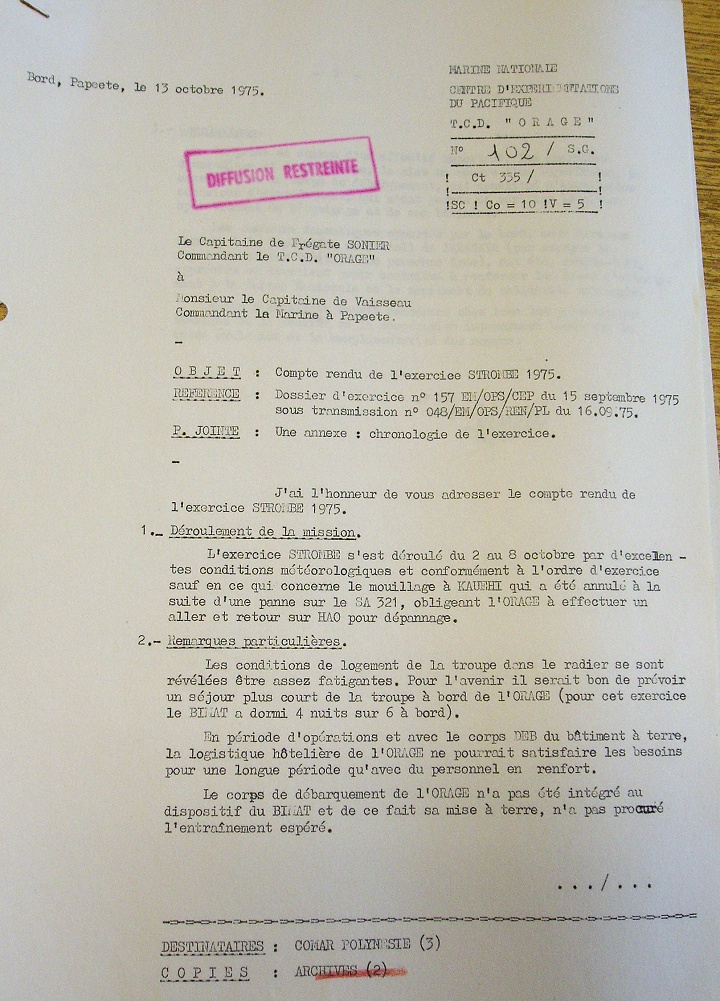 Bord, Papeete, le 13 octobre 1975.
MARINE NATIONALE
CENTRE D'EXPERIMENTATIONS
DU PACIFIQUE
T.C.D. "ORAGE"
N° 102 / S.C.
! Ct 335 / !
!SC ! Co = 10 !V = 5 !
DIFFUSION RESTREINTE
Le Capitaine de Frégate SONIER
Commandant le T.C.D. "ORAGE"
à
Monsieur le Capitaine de Vaisseau
Commandant la Marine à Papeete.
-
OBJET : Compte rendu de l'exercice STROMBE 1975.
REFERENCE : Dossier d'exercice n° 157 EM/OPS/CEP du 15 septembre 1975
sous transmission n° 048/EM/OPS/REN/PL du 16.09.75.
P. JOINTE : Une annexe : chronologie de l'exercice.
-
J'ai l'honneur de vous adresser le compte rendu de
l'exercice STROMBE 1975.
1._ Déroulement de la mission.
L'exercice STROMBE s'est déroulé du 2 au 8 octobre par d'excellen -
tes conditions météorologiques et conformément à l'ordre d'exercice
sauf en ce qui concerne le mouillage à KAUEHI qui a été annulé à la
suite d'une panne sur le SA 321, obligeant l'ORAGE à effectuer un
aller et retour sur HAO pour dépannage.
2.- Remarques particulières.
Les conditions de logement de la troupe dans le radier se sont
révélées être assez fatigantes. Pour l'avenir il serait bon de prévoir
un séjour plus court de la troupe à bord de l'ORAGE (pour cet exercice
le BIMAT a dormi 4 nuits sur 6 à bord).
En période d'opérations et avec le corps DEB du bâtiment à terre,
la logistique hôtelière de l'ORAGE ne pourrait satisfaire les besoins
pour une longue période qu'avec du personnel en renfort.
Le corps de débarquement de l'ORAGE n'a pas été intégré au
dispositif du BIMAT et de ce fait sa mise à terre, n'a pas procuré
l'entraînement espéré.
.../...
DESTINATAIRES : COMAR POLYNESIE (3)
COPIES : ARCHIVES (2)